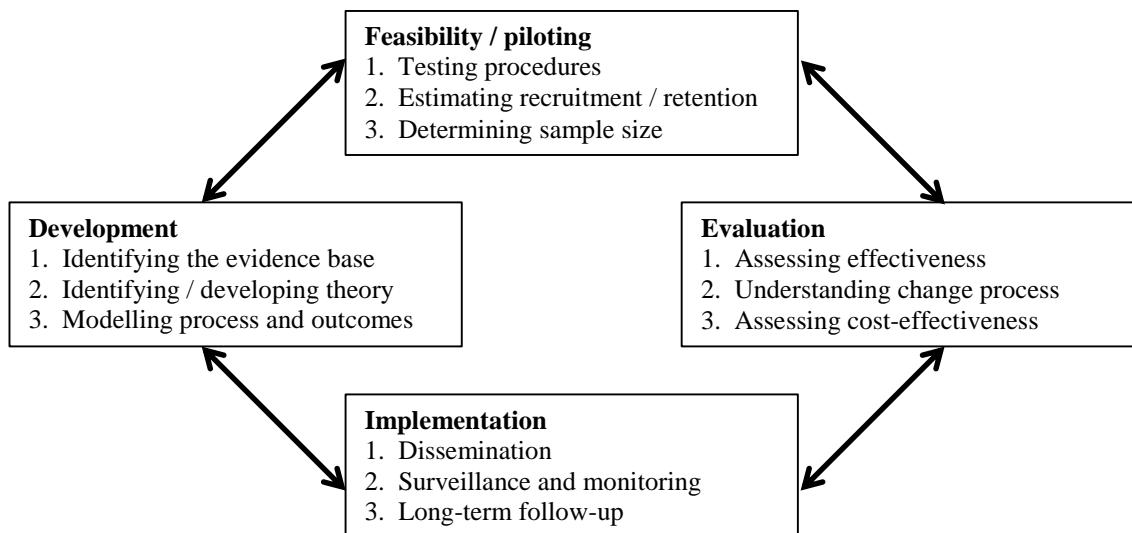 Feasibility / piloting
1. Testing procedures
2. Estimating recruitment / retention
3. Determining sample size
Development
1. Identifying the evidence base
2. Identifying / developing theory
3. Modelling process and outcomes
Evaluation
1. Assessing effectiveness
2. Understanding change process
3. Assessing cost-effectiveness
Implementation
1. Dissemination
2. Surveillance and monitoring
3. Long-term follow-up